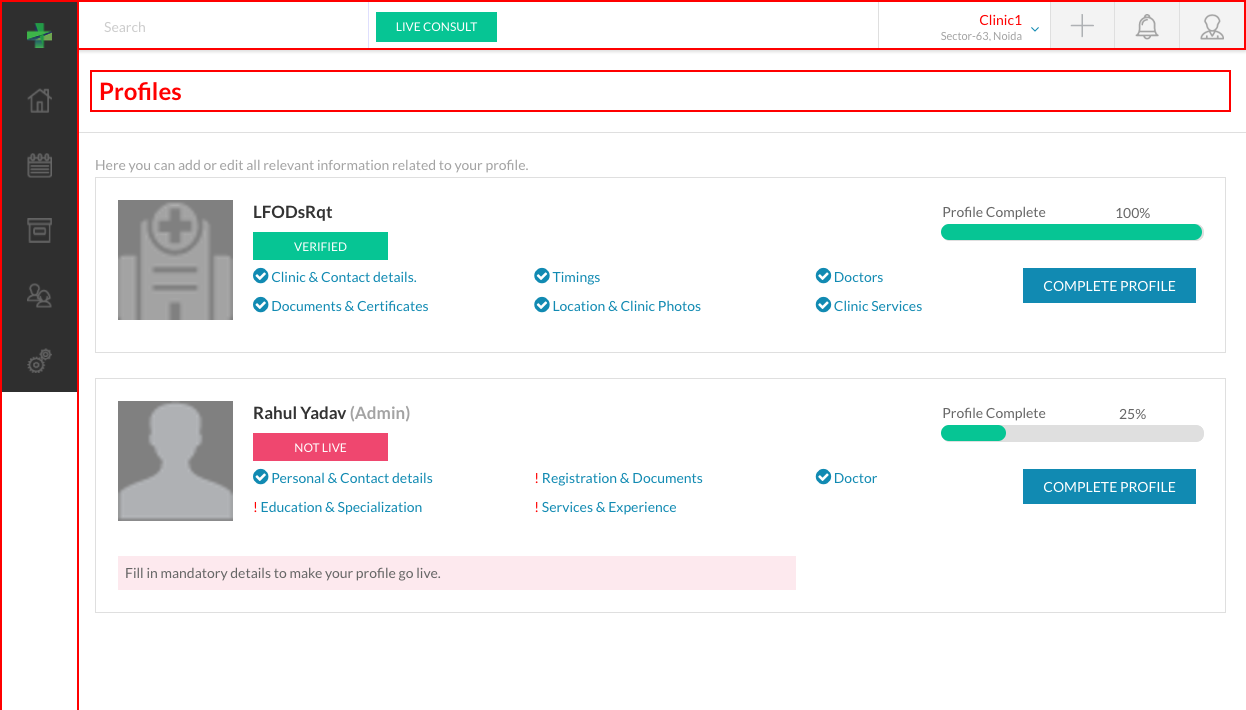 Search
LIVE CONSULT
Clinic1
Sector-63, Noida
Profiles
Here you can add or edit all relevant information related to your profile.
LFODsRqt
Profile Complete 100%
VERIFIED
Clinic & Contact details. Timings Doctors
COMPLETE PROFILE
Documents & Certificates Location & Clinic Photos Clinic Services
Rahul Yadav (Admin)
Profile Complete 25%
NOT LIVE
Personal & Contact details ! Registration & Documents Doctor
COMPLETE PROFILE
! Education & Specialization ! Services & Experience
Fill in mandatory details to make your profile go live.